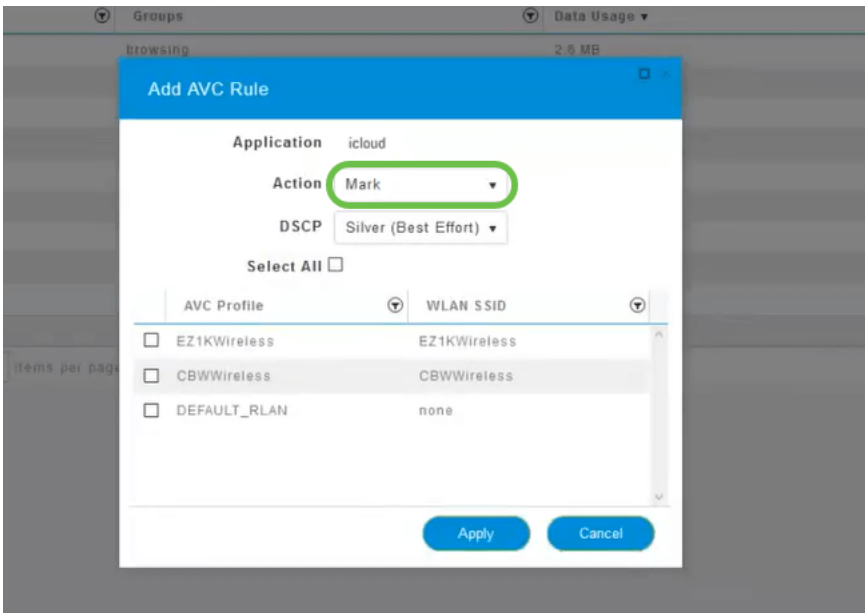 Groups Data Usage
browsing 2.6 MB
Add AVC Rule
Application icloud
Action Mark
DSCP Silver (Best Effort)
Select All
AVC Profile WLAN SSID
EZ1KWireless EZ1KWireless
items per page
CBWWireless CBWWireless
DEFAULT_RLAN none
Apply Cancel